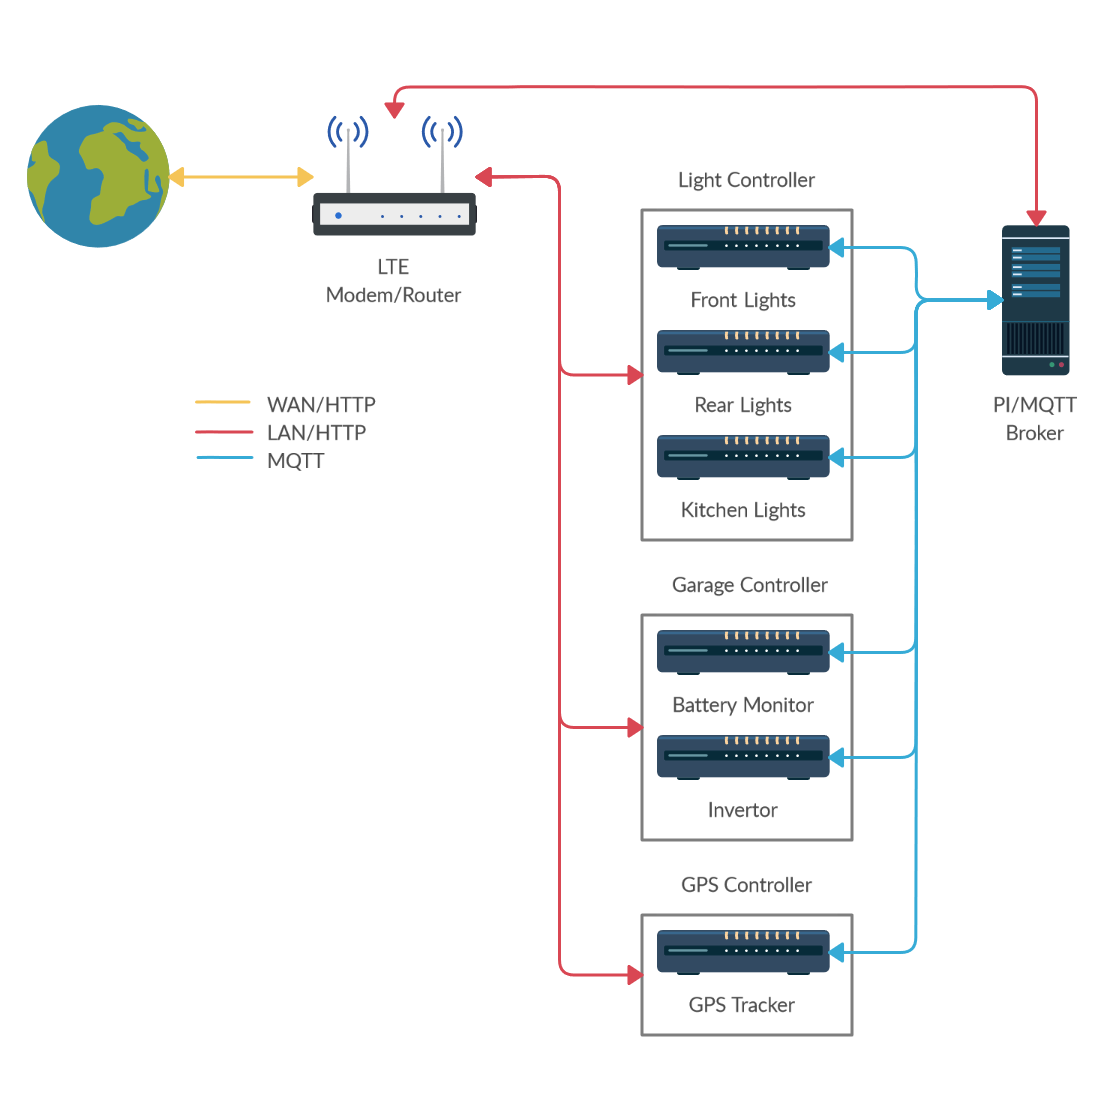 Light Controller
LTE
Modem/Router
Front Lights
WAN/HTTP
LAN/HTTP
MQTT
Rear Lights
PI/MQTT
Broker
Kitchen Lights
Garage Controller
Battery Monitor
Invertor
GPS Controller
GPS Tracker